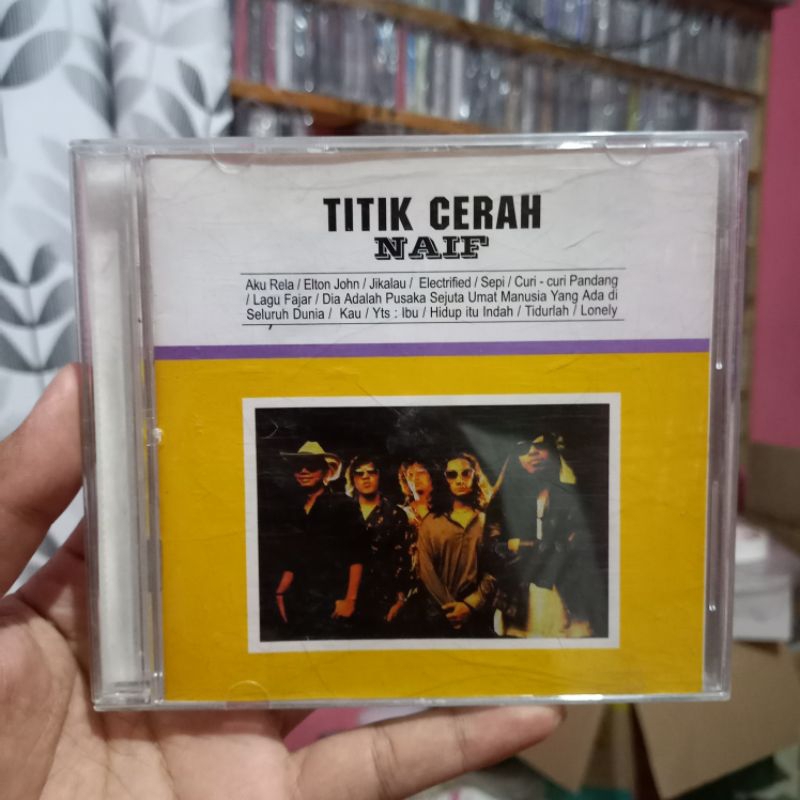 TITIK CERAH
NAIF
Aku Rela / Elton John / Jikalau / Electrified / Sepi / Curi - curi Pandang
/ Lagu Fajar / Dia Adalah Pusaka Sejuta Umat Manusia Yang Ada di
Seluruh Dunia / Kau / Yts : Ibu / Hidup itu Indah / Tidurlah / Lonely